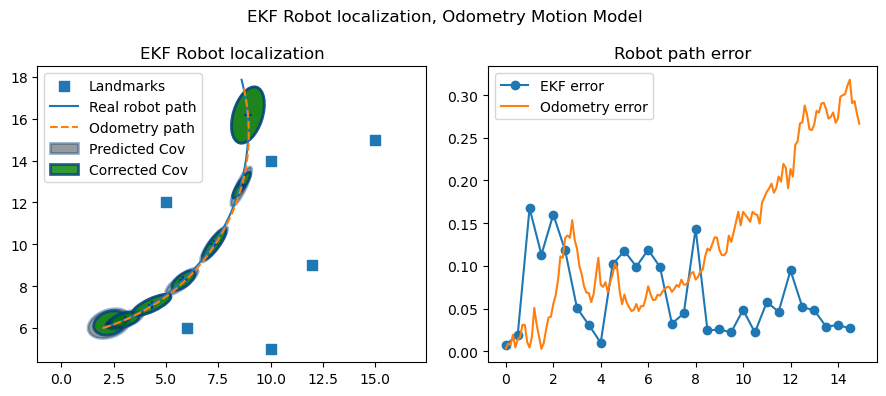 EKF Robot localization, Odometry Motion Model
EKF Robot localization
Landmarks
Real robot path
Odometry path
Predicted Cov
Corrected Cov
18
16
14
12
10
8
6
0.0 2.5 5.0 7.5 10.0 12.5 15.0
Robot path error
EKF error
Odometry error
0.30
0.25
0.20
0.15
0.10
0.05
0.00
0 2 4 6 8 10 12 14